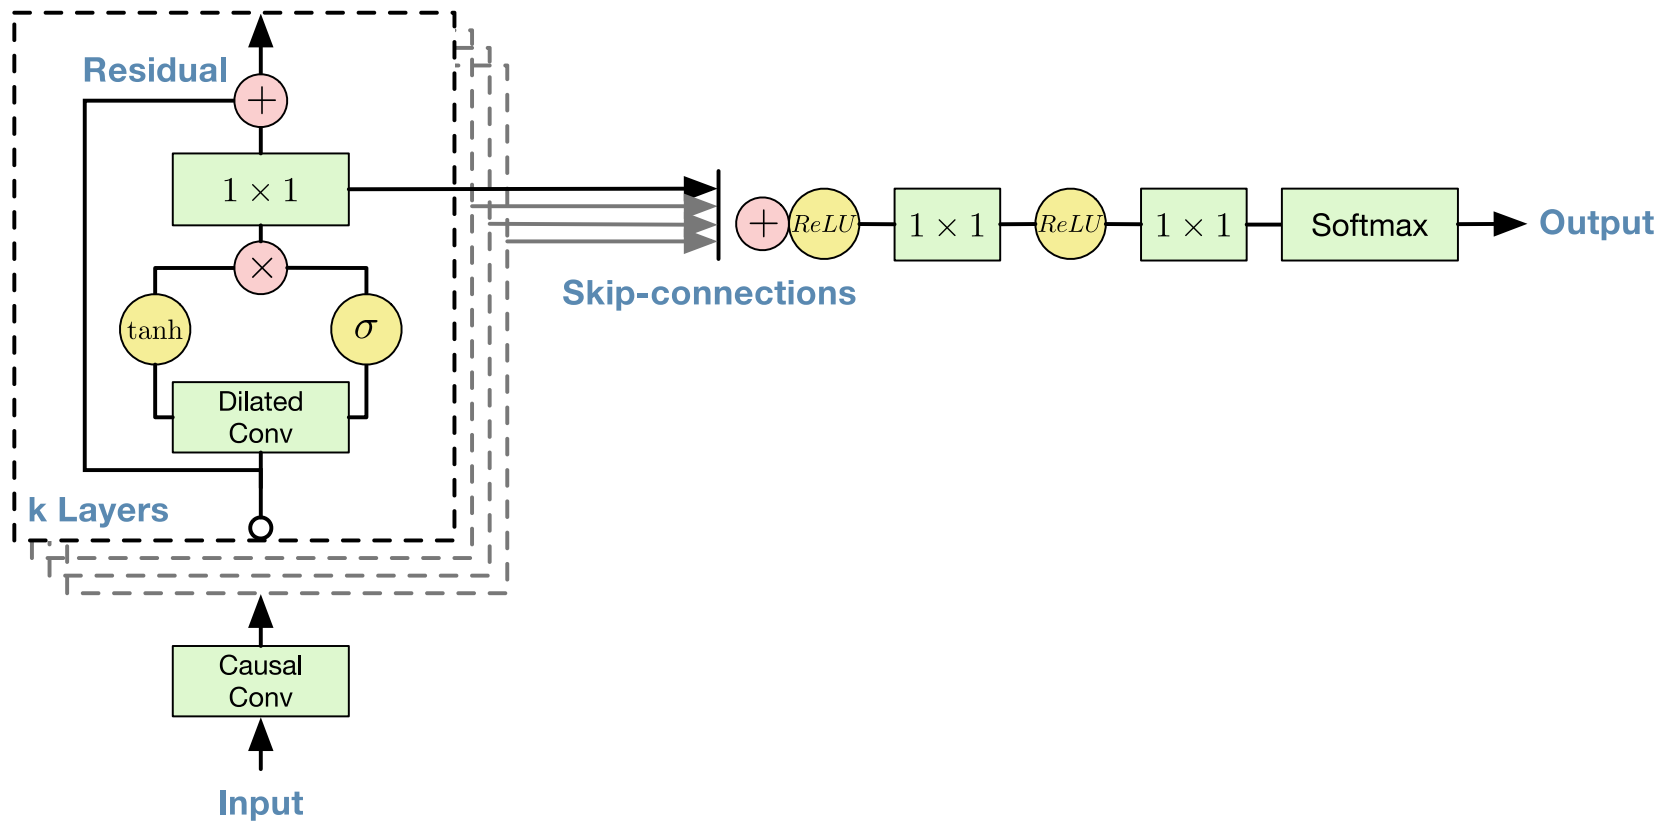 Residual
+
1 × 1
×
tanh
σ
Dilated
Conv
k Layers
Causal
Conv
Input
+
ReLU
1 × 1
ReLU
1 × 1
Softmax
Output
Skip-connections